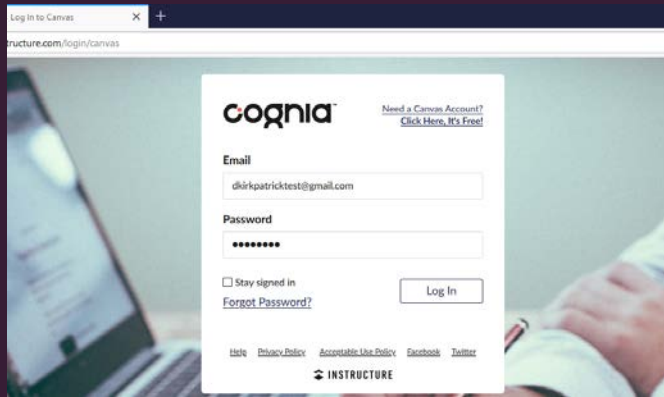 Log In to Canvas
tructure.com/login/canvas
cognia
Need a Canvas Account?
Click Here, It's Free!
Email
dkirkpatricktest@gmail.com
Password
••••••••
Stay signed in
Log In
Forgot Password?
Help Privacy Policy Acceptable Use Policy Facebook Twitter
INSTRUCTURE